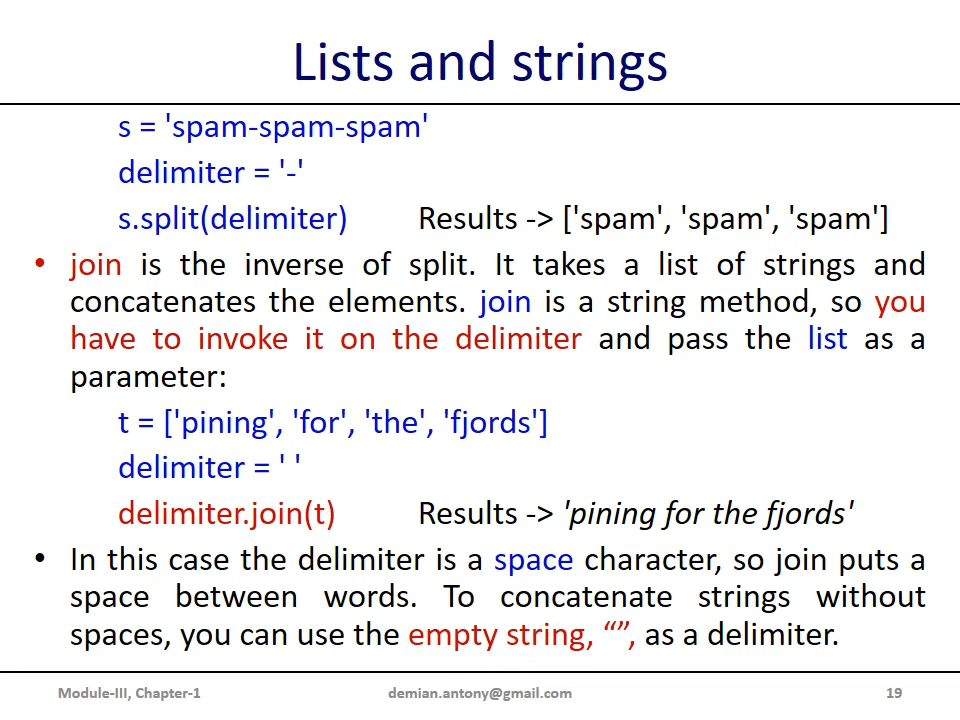 Lists and strings
s = 'spam-spam-spam'
delimiter = '-'
s.split(delimiter) Results -> ['spam', 'spam', 'spam']
• join is the inverse of split. It takes a list of strings and
concatenates the elements. join is a string method, so you
have to invoke it on the delimiter and pass the list as a
parameter:
t = ['pining', 'for', 'the', 'fjords']
delimiter = ' '
delimiter.join(t) Results -> 'pining for the fjords'
• In this case the delimiter is a space character, so join puts a
space between words. To concatenate strings without
spaces, you can use the empty string, “”, as a delimiter.
Module-III, Chapter-1 demian.antony@gmail.com 19